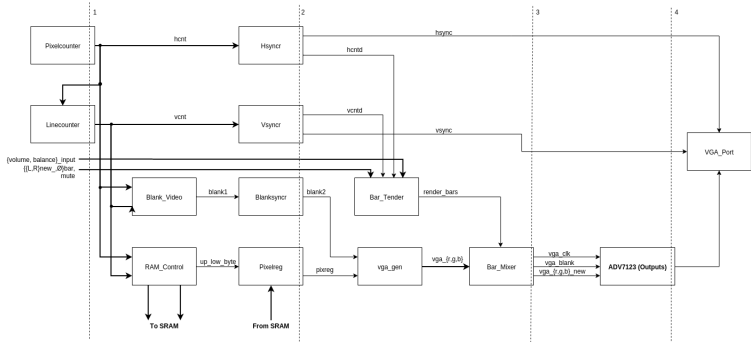 1
2
3
4
Pixelcounter
hcnt
Hsyncr
hsync
hcntd
Linecounter
vcnt
Vsyncr
vcntd
vsync
VGA_Port
{volume, balance}_input
{{L,R}new_,Ø}bar,
mute
Blank_Video
blank1
Blanksyncr
blank2
Bar_Tender
render_bars
RAM_Control
up_low_byte
Pixelreg
pixreg
vga_gen
vga_{r,g,b}
Bar_Mixer
vga_clk
vga_blank
vga_{r,g,b}_new
ADV7123 (Outputs)
To SRAM
From SRAM